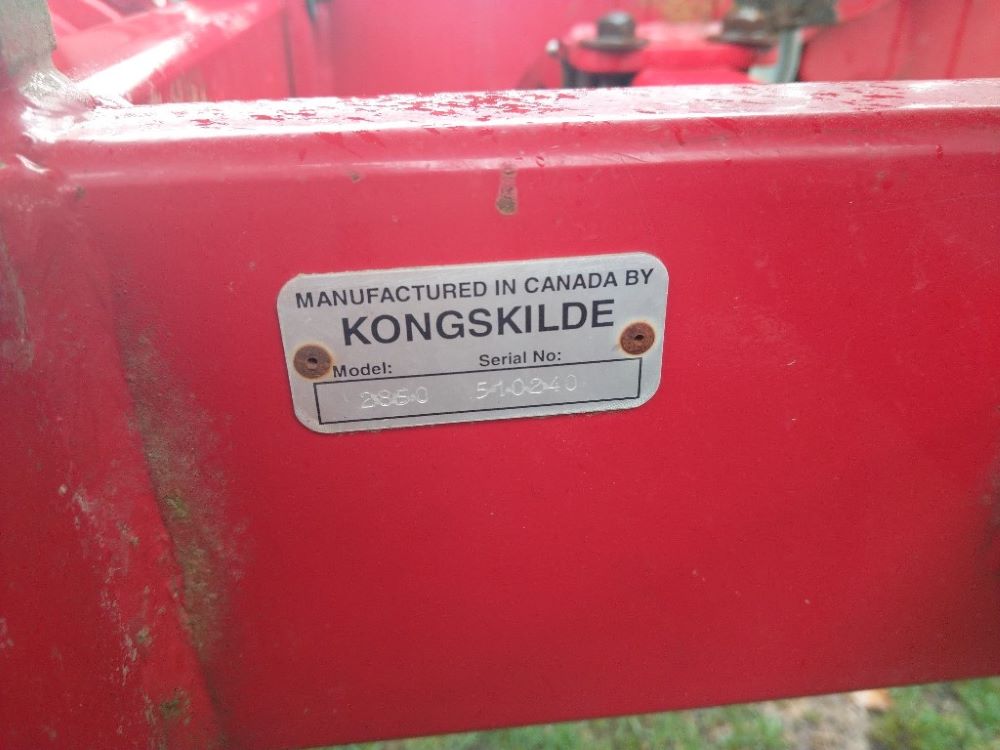 MANUFACTURED IN CANADA BY
KONGSKILDE
Model: Serial No:
2850 510240